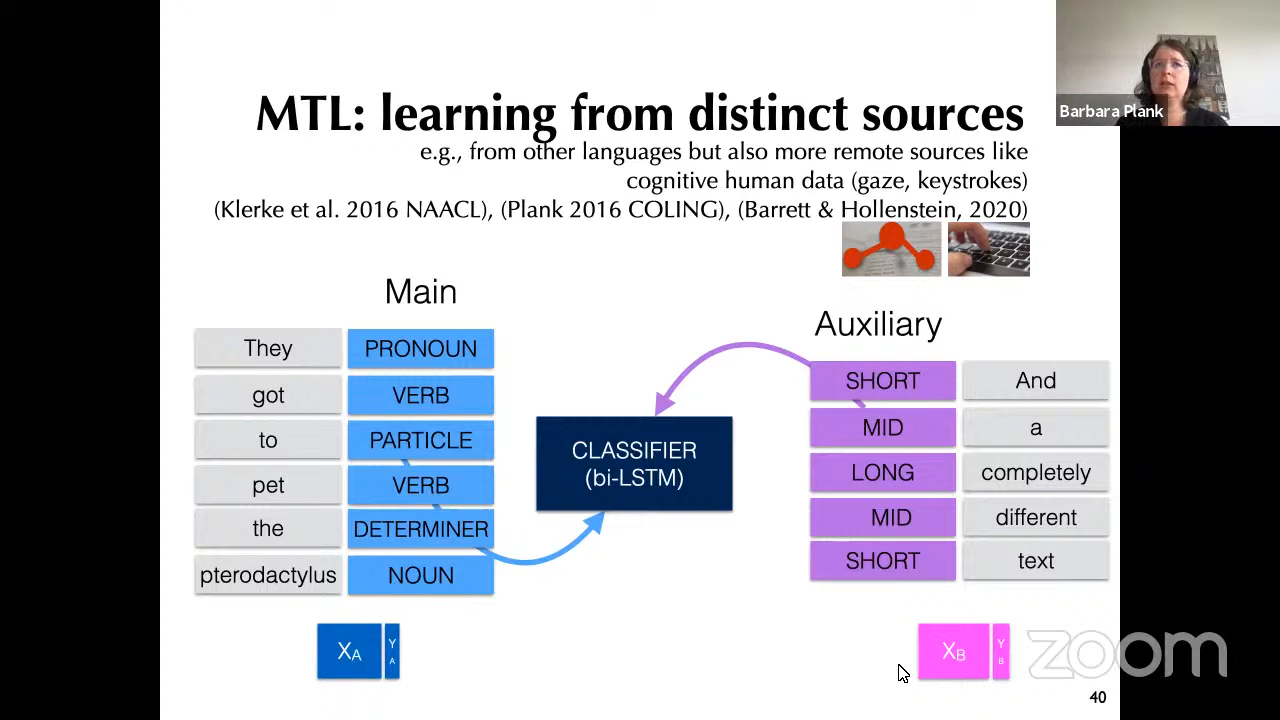 MTL: learning from distinct sources
e.g., from other languages but also more remote sources like
cognitive human data (gaze, keystrokes)
(Klerke et al. 2016 NAACL), (Plank 2016 COLING), (Barrett & Hollenstein, 2020)
Barbara Plank
Main
They PRONOUN
got VERB
to PARTICLE
pet VERB
the DETERMINER
pterodactylus NOUN
CLASSIFIER
(bi-LSTM)
Auxiliary
SHORT And
MID a
LONG completely
MID different
SHORT text
XA YA
XB YB
zoom
40